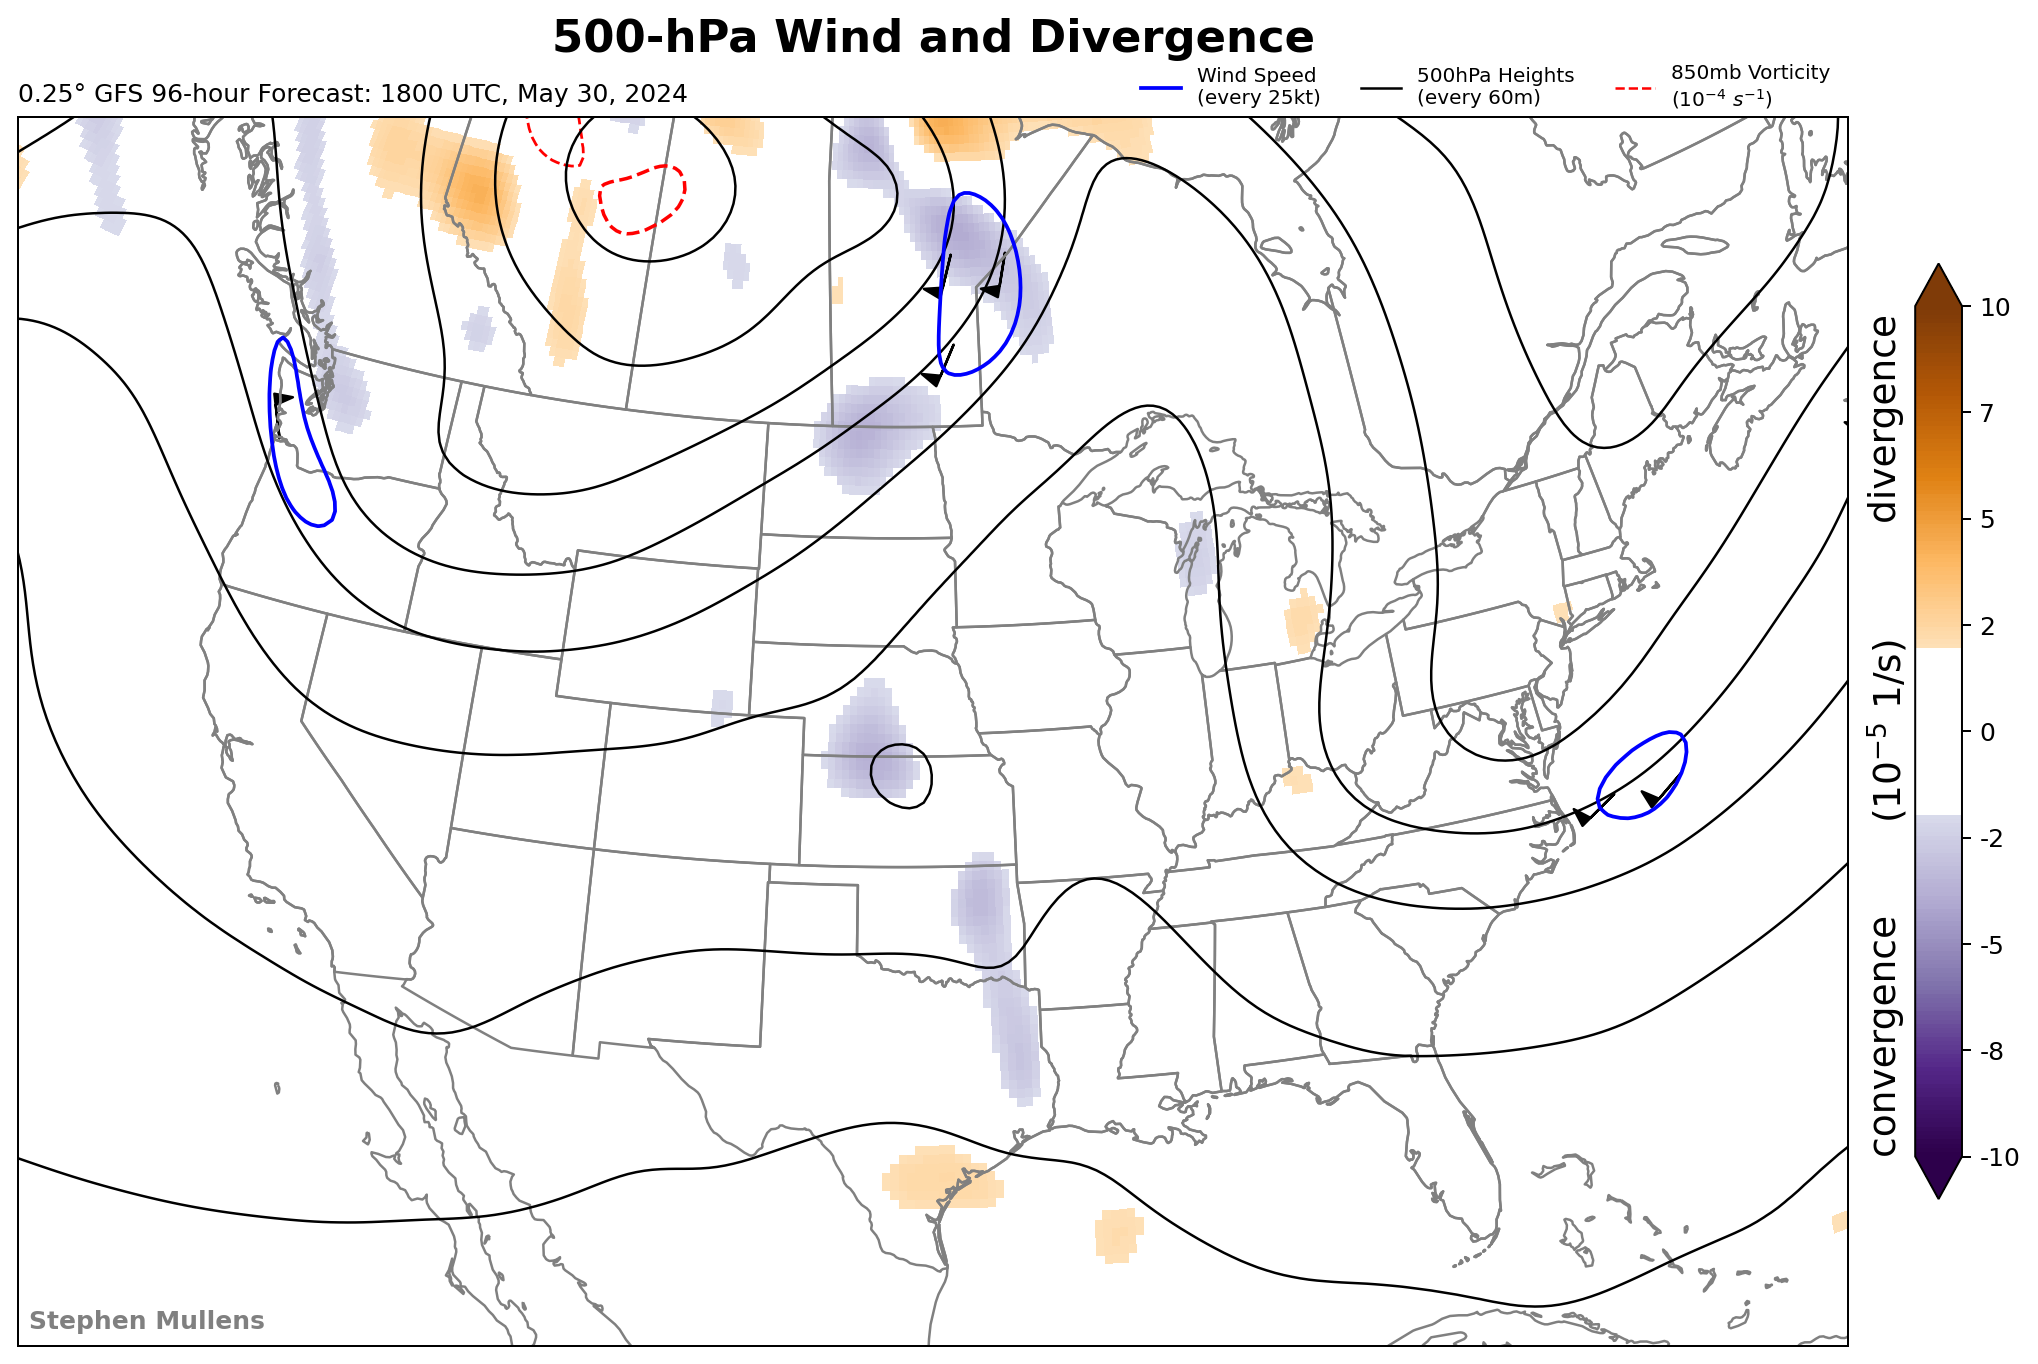 500-hPa Wind and Divergence
0.25° GFS 96-hour Forecast: 1800 UTC, May 30, 2024
Wind Speed
(every 25kt)
500hPa Heights
(every 60m)
850mb Vorticity
(10⁻⁴ s⁻¹)
10
7
5
2
0
-2
-5
-8
-10
convergence (10⁻⁵ 1/s) divergence
Stephen Mullens